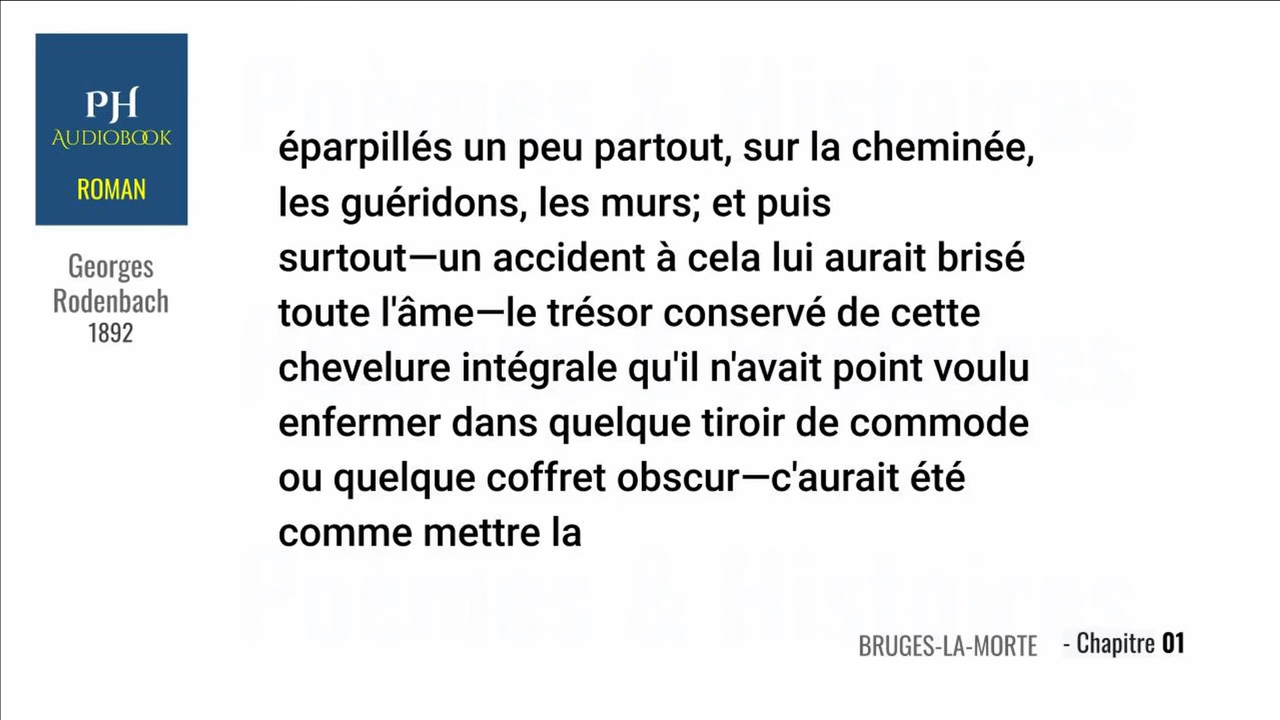 PH
AUDIOBOOK
ROMAN
Georges
Rodenbach
1892
éparpillés un peu partout, sur la cheminée,
les guéridons, les murs; et puis
surtout—un accident à cela lui aurait brisé
toute l'âme—le trésor conservé de cette
chevelure intégrale qu'il n'avait point voulu
enfermer dans quelque tiroir de commode
ou quelque coffret obscur—c'aurait été
comme mettre la
Poèmes & Histoires
BRUGES-LA-MORTE - Chapitre 01